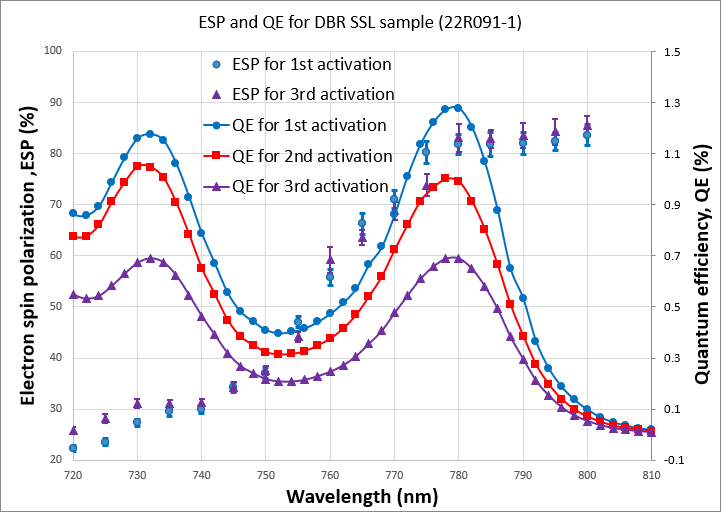 ESP and QE for DBR SSL sample (22R091-1)
100
90
80
70
60
50
40
30
20
Electron spin polarization ,ESP (%)
ESP for 1st activation
ESP for 3rd activation
QE for 1st activation
QE for 2nd activation
QE for 3rd activation
1.5
1.3
1.1
0.9
0.7
0.5
0.3
0.1
-0.1
Quantum efficiency, QE (%)
720 730 740 750 760 770 780 790 800 810
Wavelength (nm)